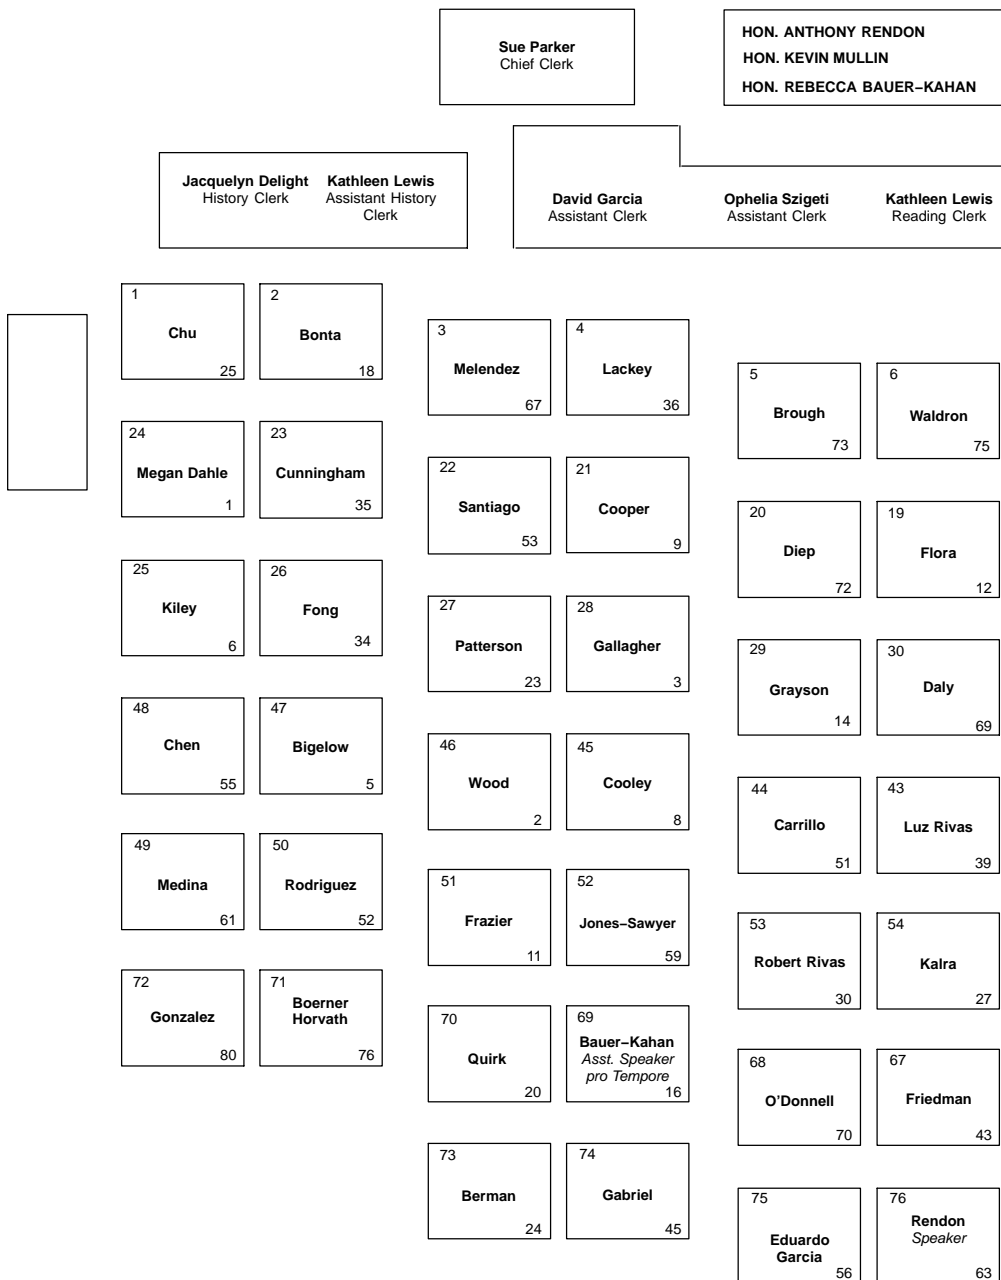 Sue Parker
Chief Clerk
HON. ANTHONY RENDON
HON. KEVIN MULLIN
HON. REBECCA BAUER−KAHAN
Jacquelyn Delight
History Clerk
Kathleen Lewis
Assistant History
Clerk
David Garcia
Assistant Clerk
Ophelia Szigeti
Assistant Clerk
Kathleen Lewis
Reading Clerk
1
Chu
25
2
Bonta
18
3
Melendez
67
4
Lackey
36
5
Brough
73
6
Waldron
75
24
Megan Dahle
1
23
Cunningham
35
22
Santiago
53
21
Cooper
9
20
Diep
72
19
Flora
12
25
Kiley
6
26
Fong
34
27
Patterson
23
28
Gallagher
3
29
Grayson
14
30
Daly
69
48
Chen
55
47
Bigelow
5
46
Wood
2
45
Cooley
8
44
Carrillo
51
43
Luz Rivas
39
49
Medina
61
50
Rodriguez
52
51
Frazier
11
52
Jones−Sawyer
59
53
Robert Rivas
30
54
Kalra
27
72
Gonzalez
80
71
Boerner
Horvath
76
70
Quirk
20
69
Bauer−Kahan
Asst. Speaker
pro Tempore
16
68
O'Donnell
70
67
Friedman
43
73
Berman
24
74
Gabriel
45
75
Eduardo
Garcia
56
76
Rendon
Speaker
63